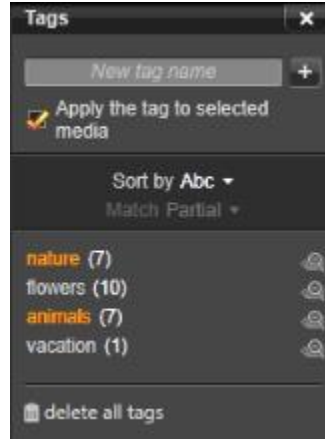 Tags
New tag name
Apply the tag to selected
media
Sort by Abc
Match Partial
nature (7)
flowers (10)
animals (7)
vacation (1)
delete all tags